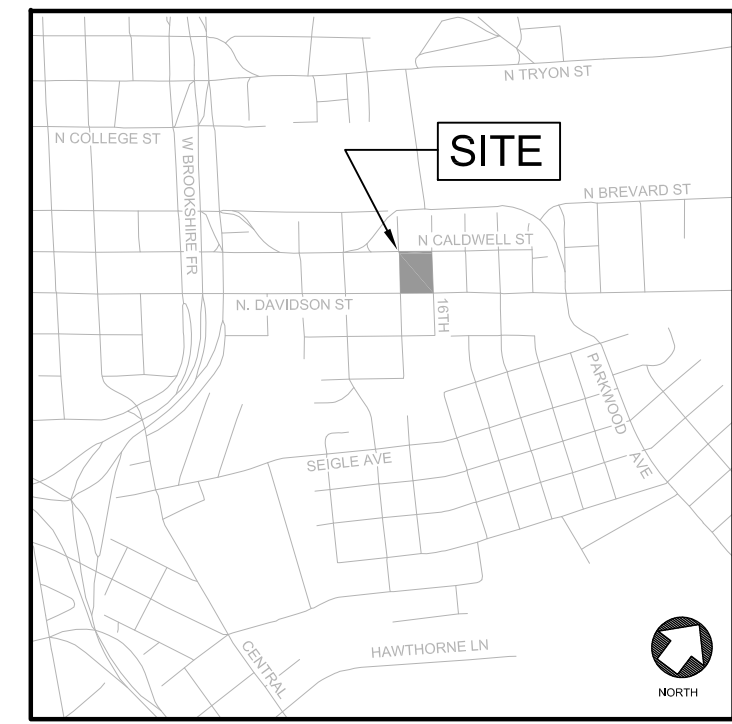 N TRYON ST
N COLLEGE ST
SITE
W BROOKSHIRE FR
N BREVARD ST
N CALDWELL ST
N. DAVIDSON ST
16TH
PARKWOOD AVE
SEIGLE AVE
CENTRAL
HAWTHORNE LN
NORTH